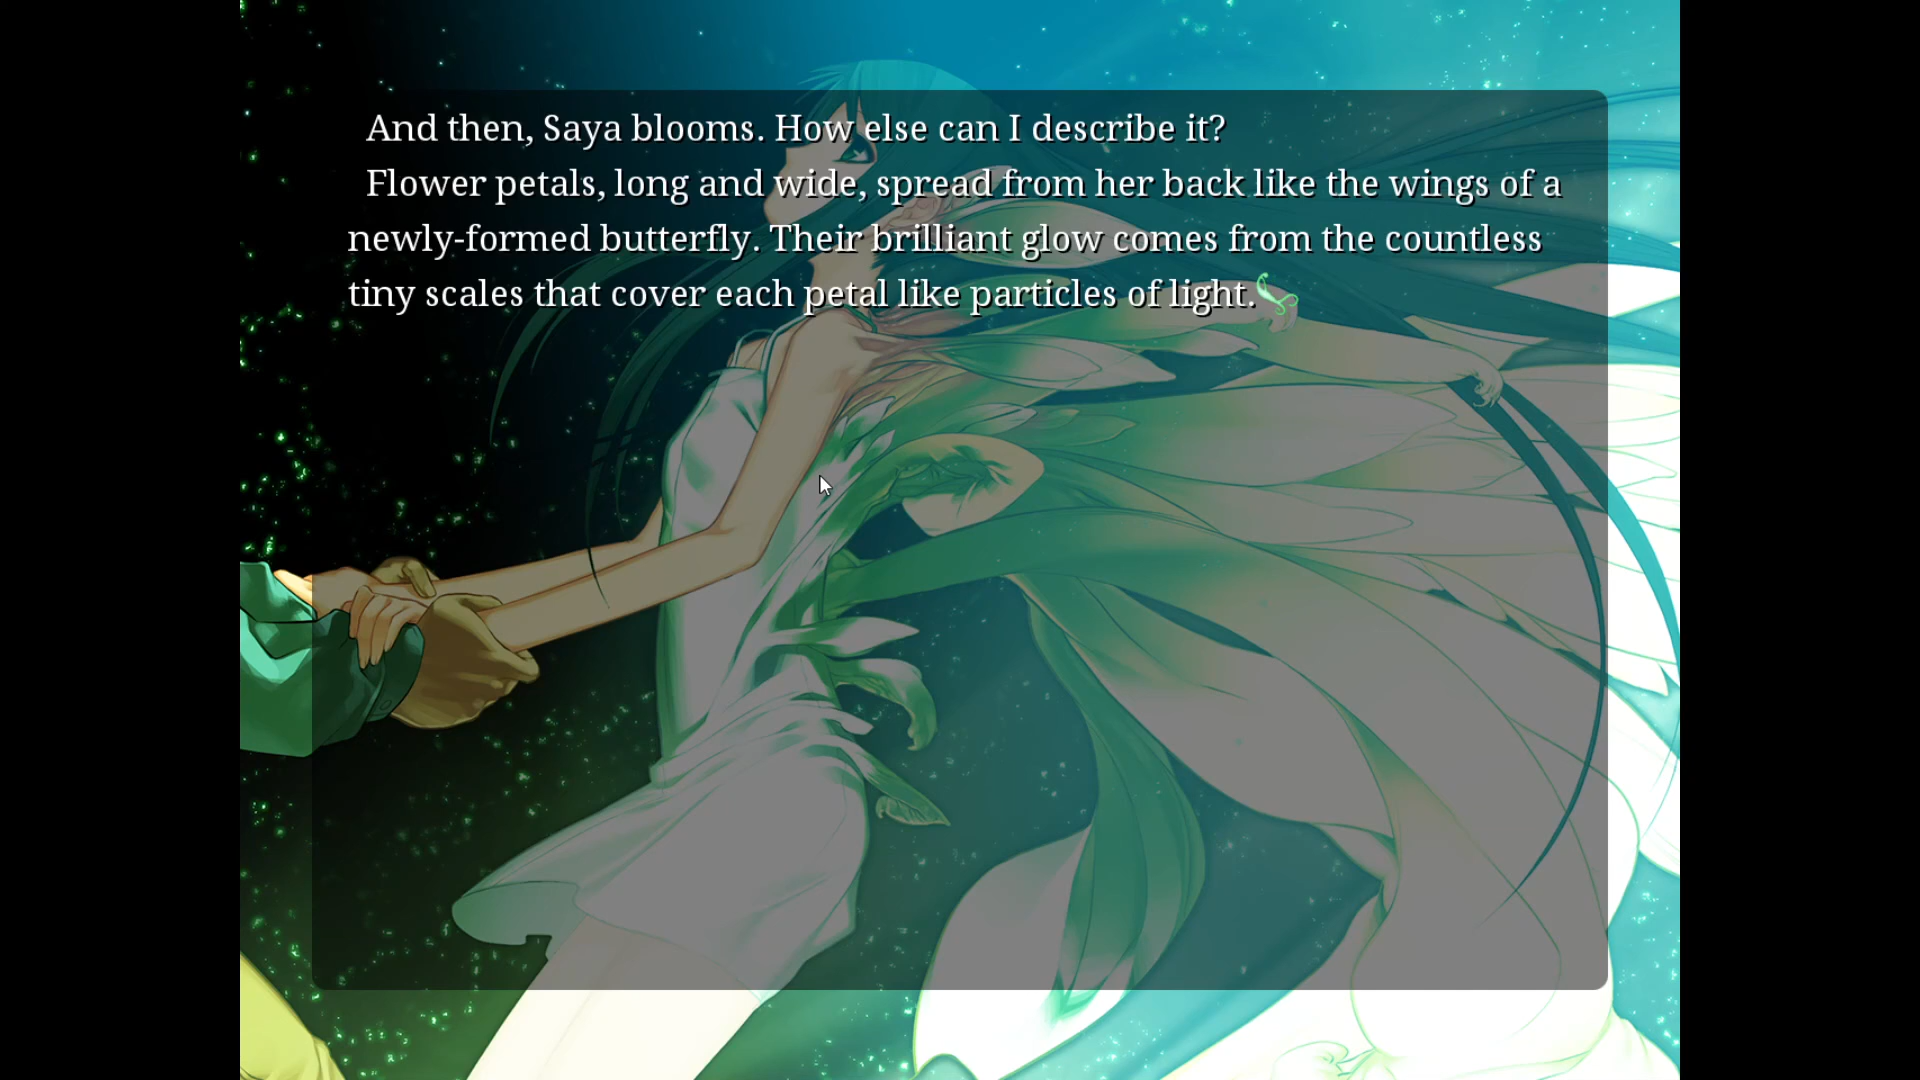 And then, Saya blooms. How else can I describe it?
Flower petals, long and wide, spread from her back like the wings of a
newly-formed butterfly. Their brilliant glow comes from the countless
tiny scales that cover each petal like particles of light.